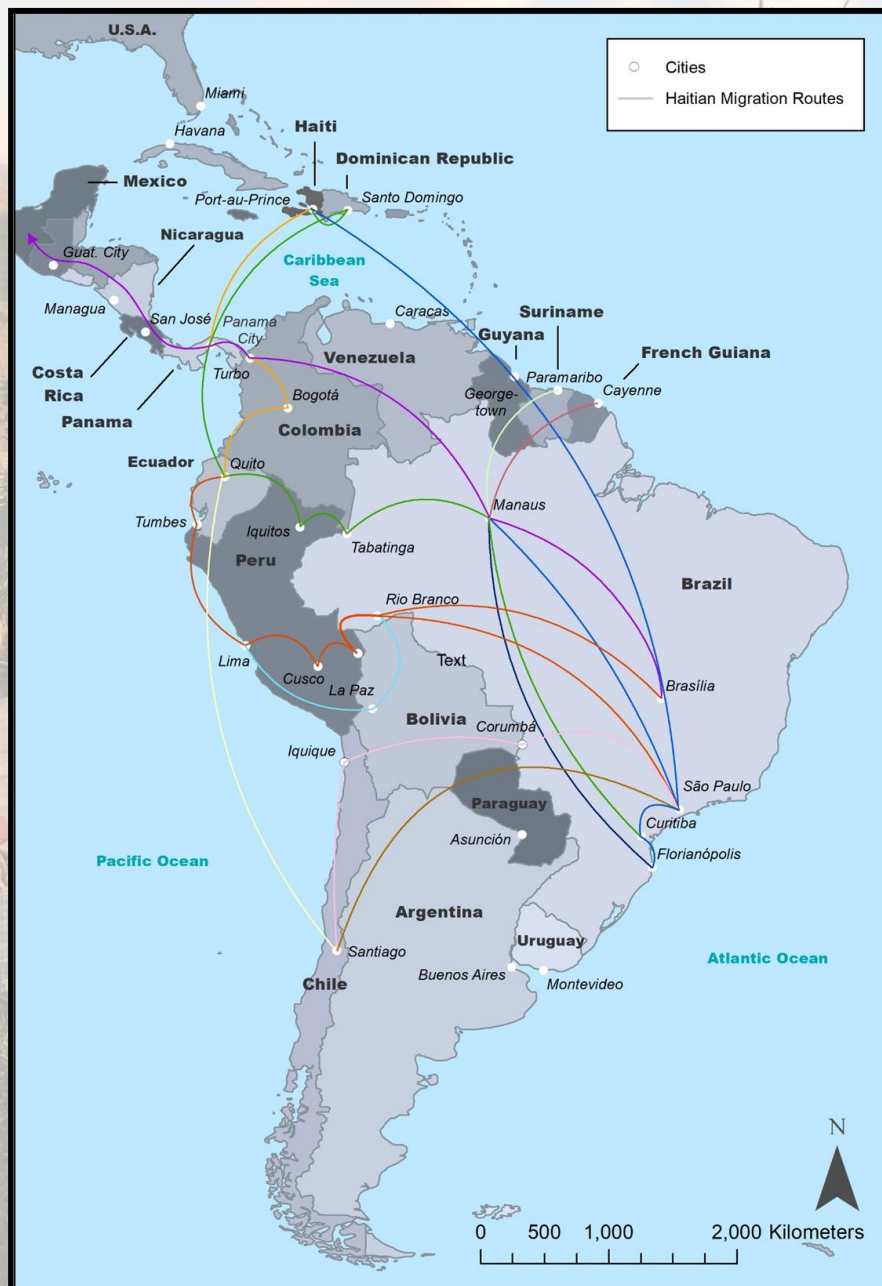 U.S.A.
Cities
Haitian Migration Routes
Miami
Havana
Haiti
Dominican Republic
Mexico
Port-au-Prince
Santo Domingo
Nicaragua
Guat. City
Caribbean
Sea
Managua
San José
Panama
City
Caracas
Suriname
Guyana
French Guiana
Costa
Rica
Turbo
Venezuela
George-
town
Paramaribo
Cayenne
Panama
Bogotá
Colombia
Ecuador
Quito
Tumbes
Iquitos
Manaus
Tabatinga
Peru
Brazil
Rio Branco
Lima
Cusco
La Paz
Text
Brasília
Bolivia
Corumbá
Iquique
São Paulo
Paraguay
Curitiba
Asunción
Florianópolis
Pacific Ocean
Argentina
Uruguay
Santiago
Atlantic Ocean
Buenos Aires
Montevideo
Chile
N
0 500 1,000 2,000 Kilometers